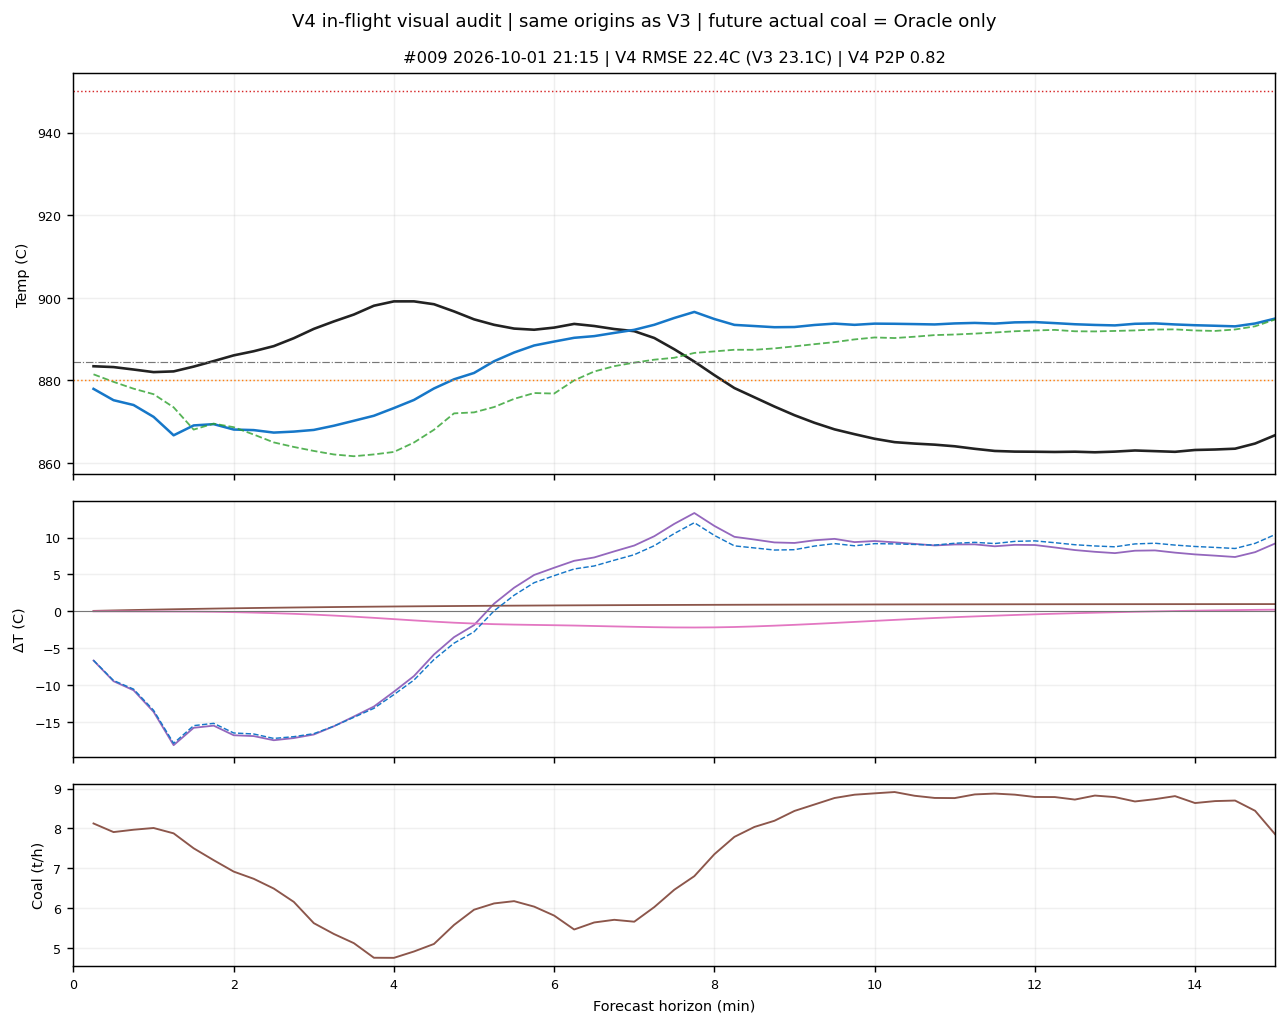 V4 in-flight visual audit | same origins as V3 | future actual coal = Oracle only
#009 2026-10-01 21:15 | V4 RMSE 22.4C (V3 23.1C) | V4 P2P 0.82
Temp (C)
940
920
900
880
860
ΔT (C)
10
5
0
−5
−10
−15
Coal (t/h)
9
8
7
6
5
0 2 4 6 8 10 12 14
Forecast horizon (min)